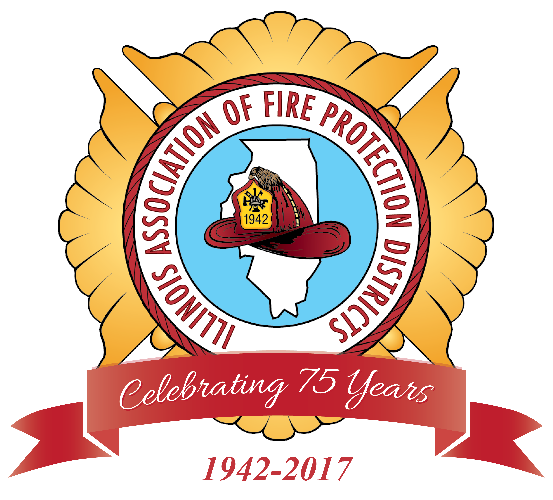 ILLINOIS ASSOCIATION OF FIRE PROTECTION DISTRICTS
1942
Celebrating 75 Years
1942-2017